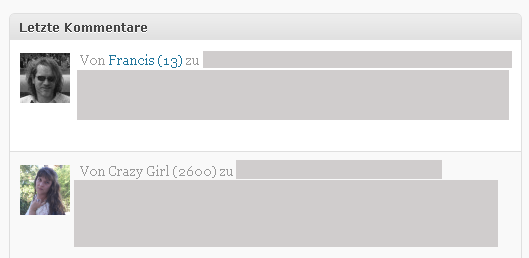 Letzte Kommentare
Von Francis (13) zu
Von Crazy Girl (2600) zu